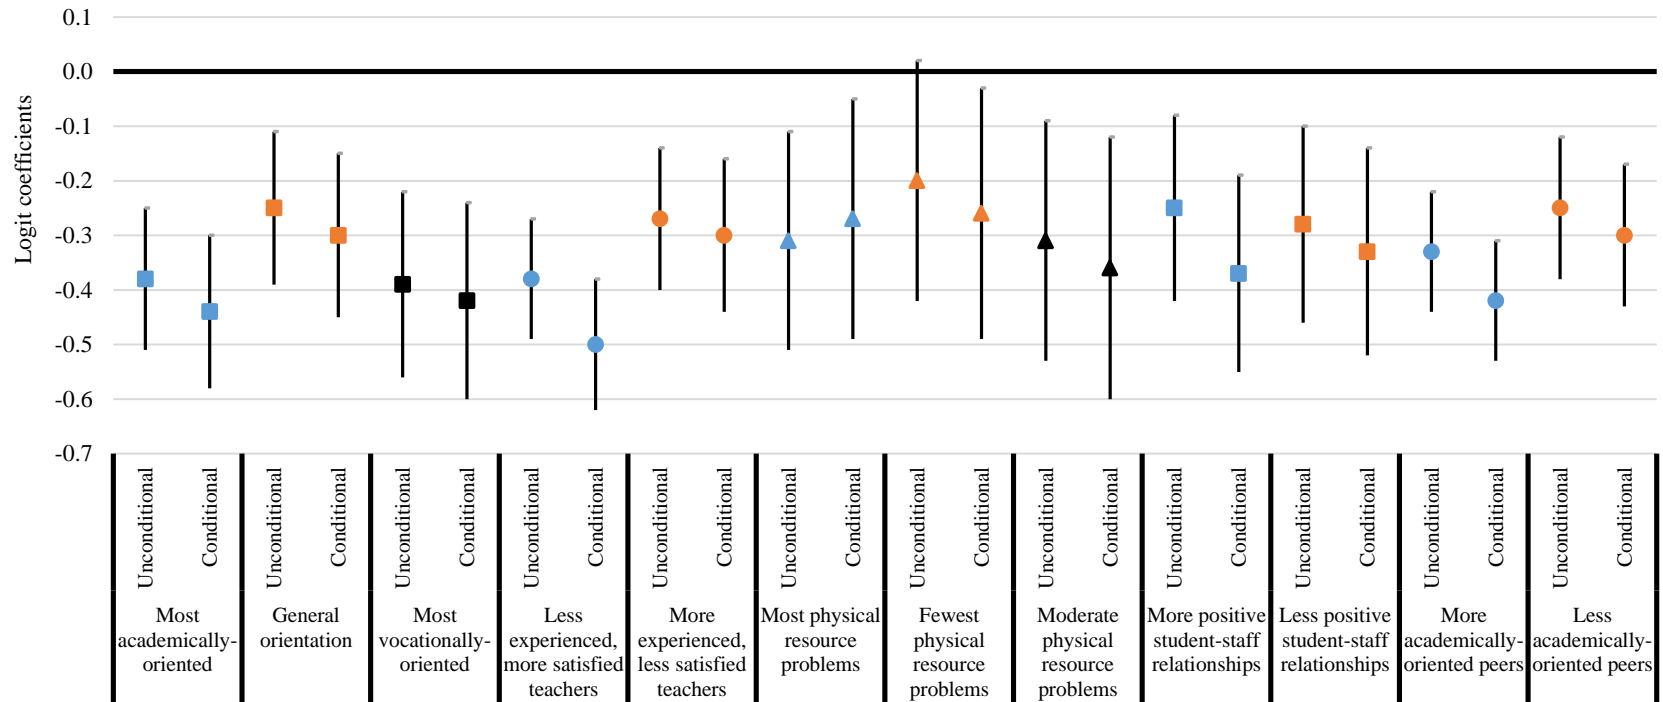 0.1
0.0
-0.1
-0.2
-0.3
-0.4
-0.5
-0.6
-0.7
Logit coefficients
Unconditional
Conditional
Unconditional
Conditional
Unconditional
Conditional
Unconditional
Conditional
Unconditional
Conditional
Unconditional
Conditional
Unconditional
Conditional
Unconditional
Conditional
Unconditional
Conditional
Unconditional
Conditional
Unconditional
Conditional
Unconditional
Conditional
Most
academically-
oriented
General
orientation
Most
vocationally-
oriented
Less
experienced,
more satisfied
teachers
More
experienced,
less satisfied
teachers
Most physical
resource
problems
Fewest
physical
resource
problems
Moderate
physical
resource
problems
More positive
student-staff
relationships
Less positive
student-staff
relationships
More
academically-
oriented peers
Less
academically-
oriented peers